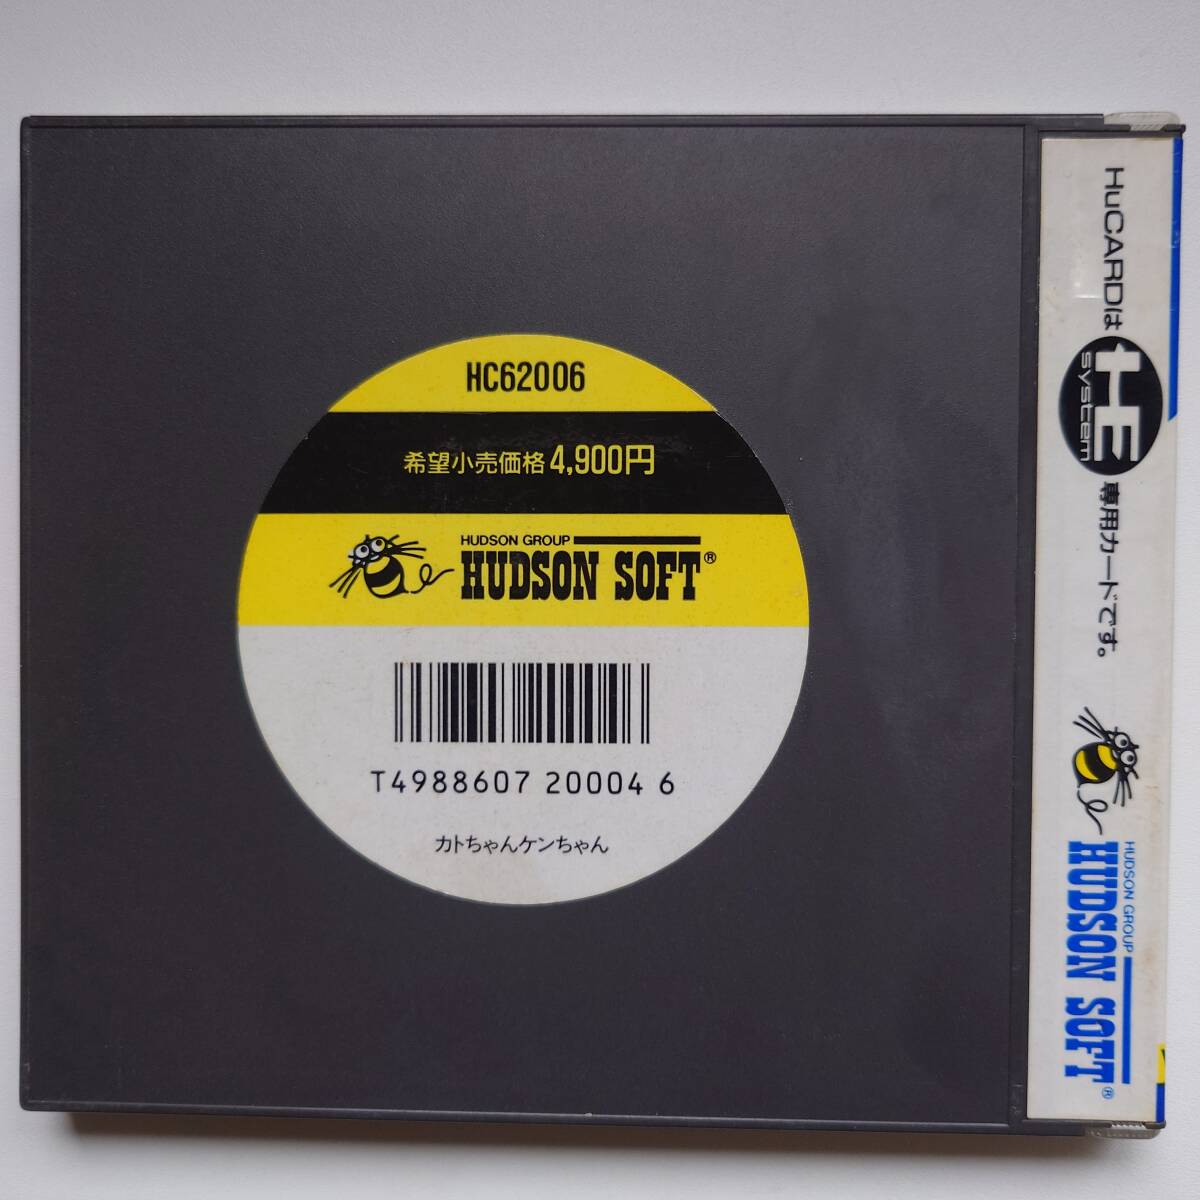 HC62006
希望小売価格 4,900円
HUDSON GROUP
HUDSON SOFT®
T4988607 20004 6
カトちゃんケンちゃん
HuCARDは HE system 専用カードです。
HUDSON GROUP
HUDSON SOFT®